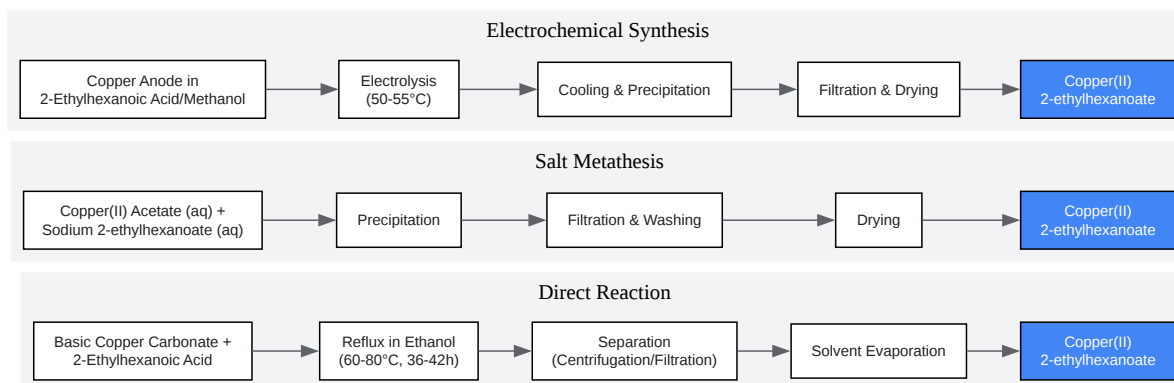 Electrochemical Synthesis
Copper Anode in
2-Ethylhexanoic Acid/Methanol
Electrolysis
(50-55°C)
Cooling & Precipitation
Filtration & Drying
Copper(II)
2-ethylhexanoate
Salt Metathesis
Copper(II) Acetate (aq) +
Sodium 2-ethylhexanoate (aq)
Precipitation
Filtration & Washing
Drying
Copper(II)
2-ethylhexanoate
Direct Reaction
Basic Copper Carbonate +
2-Ethylhexanoic Acid
Reflux in Ethanol
(60-80°C, 36-42h)
Separation
(Centrifugation/Filtration)
Solvent Evaporation
Copper(II)
2-ethylhexanoate